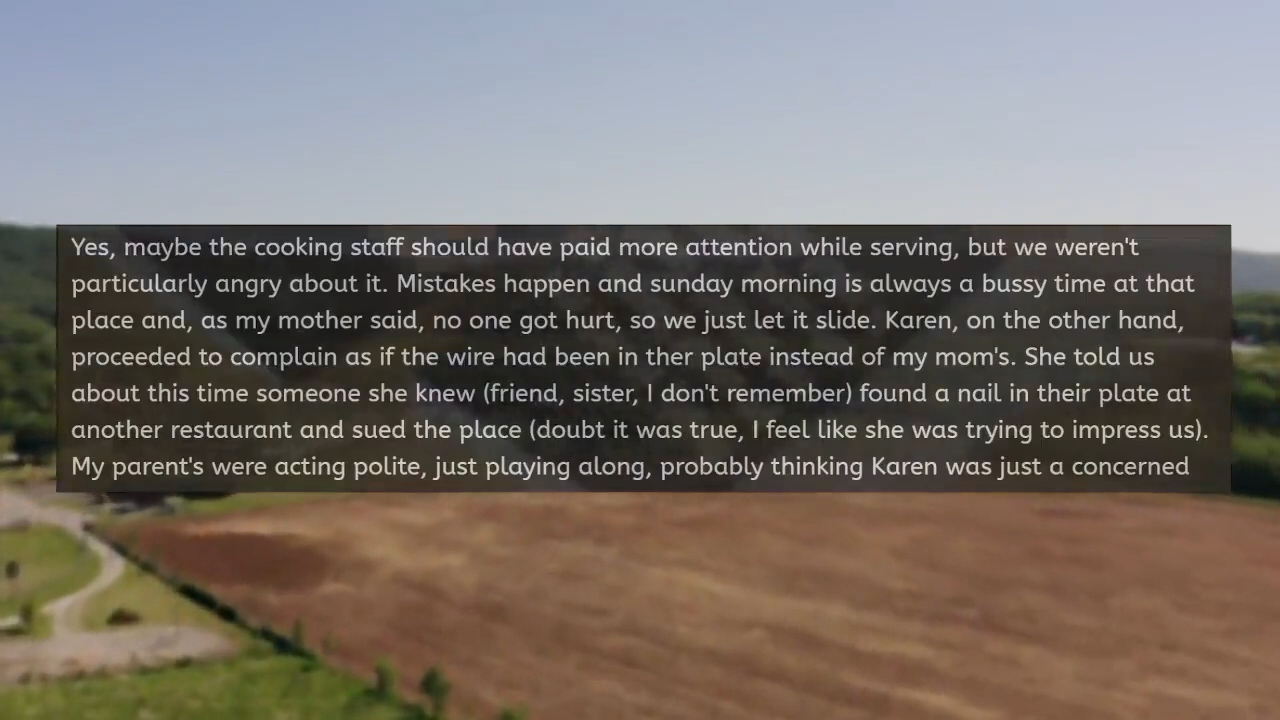 Yes, maybe the cooking staff should have paid more attention while serving, but we weren't
particularly angry about it. Mistakes happen and sunday morning is always a bussy time at that
place and, as my mother said, no one got hurt, so we just let it slide. Karen, on the other hand,
proceeded to complain as if the wire had been in ther plate instead of my mom's. She told us
about this time someone she knew (friend, sister, I don't remember) found a nail in their plate at
another restaurant and sued the place (doubt it was true, I feel like she was trying to impress us).
My parent's were acting polite, just playing along, probably thinking Karen was just a concerned